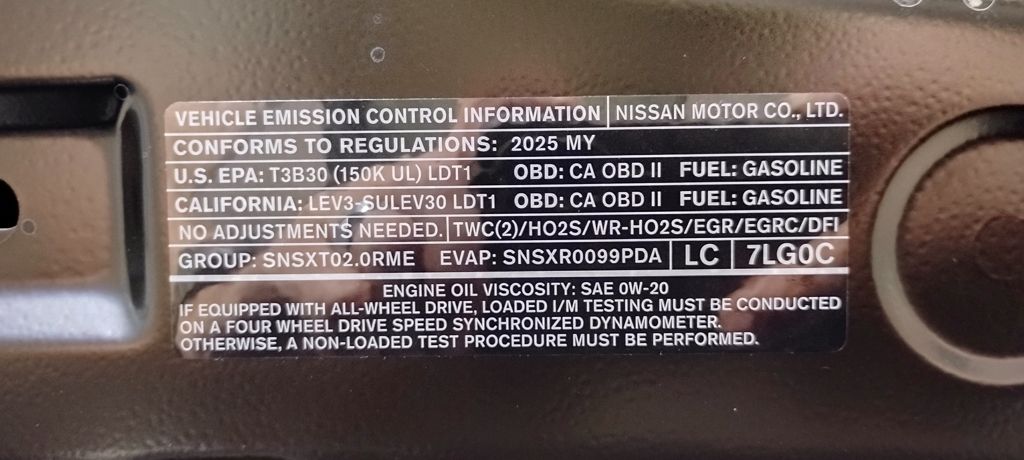 VEHICLE EMISSION CONTROL INFORMATION NISSAN MOTOR CO., LTD.
CONFORMS TO REGULATIONS: 2025 MY
U.S. EPA: T3B30 (150K UL) LDT1 OBD: CA OBD II FUEL: GASOLINE
CALIFORNIA: LEV3-SULEV30 LDT1 OBD: CA OBD II FUEL: GASOLINE
NO ADJUSTMENTS NEEDED. TWC(2)/HO2S/WR-HO2S/EGR/EGRC/DFI
GROUP: SNSXT02.0RME EVAP: SNSXR0099PDA LC 7LG0C
ENGINE OIL VISCOSITY: SAE 0W-20
IF EQUIPPED WITH ALL-WHEEL DRIVE, LOADED I/M TESTING MUST BE CONDUCTED
ON A FOUR WHEEL DRIVE SPEED SYNCHRONIZED DYNAMOMETER.
OTHERWISE, A NON-LOADED TEST PROCEDURE MUST BE PERFORMED.